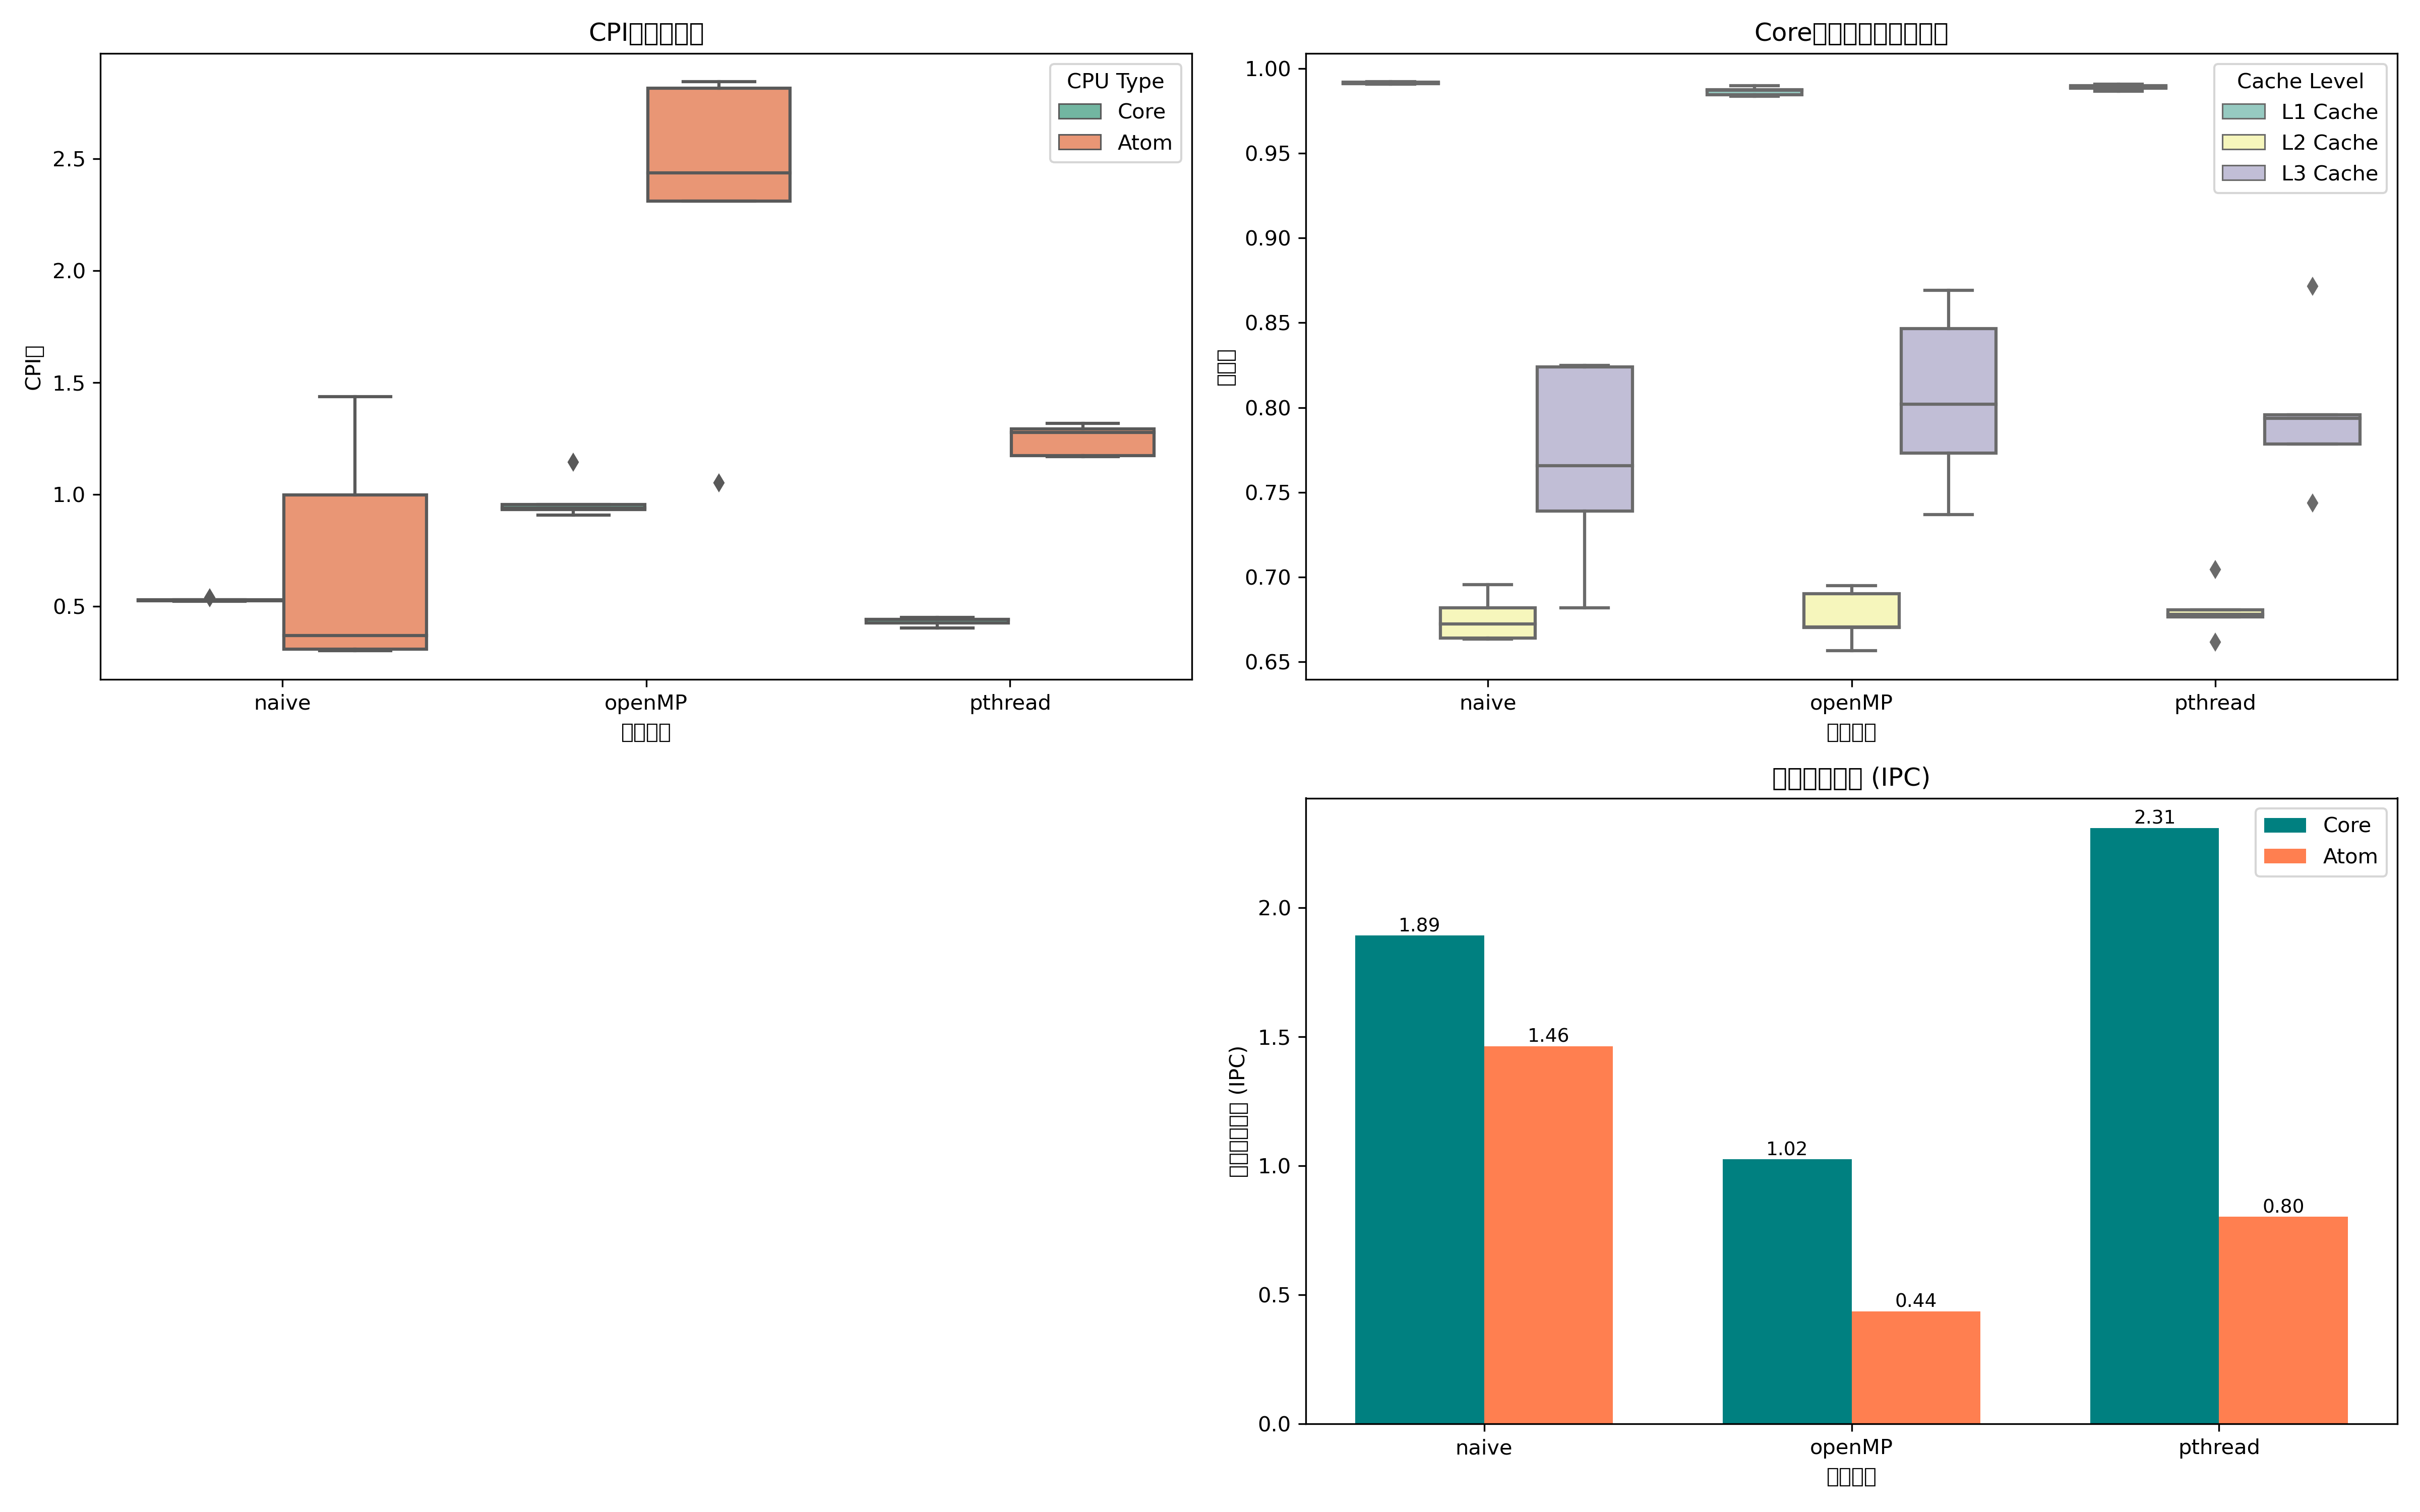 CPI
CPU Type
Core
Atom
2.5
2.0
1.5
1.0
0.5
CPI
naive
openMP
pthread
Core
Cache Level
L1 Cache
L2 Cache
L3 Cache
1.00
0.95
0.90
0.85
0.80
0.75
0.70
0.65
naive
openMP
pthread
(IPC)
Core
Atom
2.31
1.89
1.46
1.02
0.44
0.80
2.0
1.5
1.0
0.5
0.0
(IPC)
naive
openMP
pthread